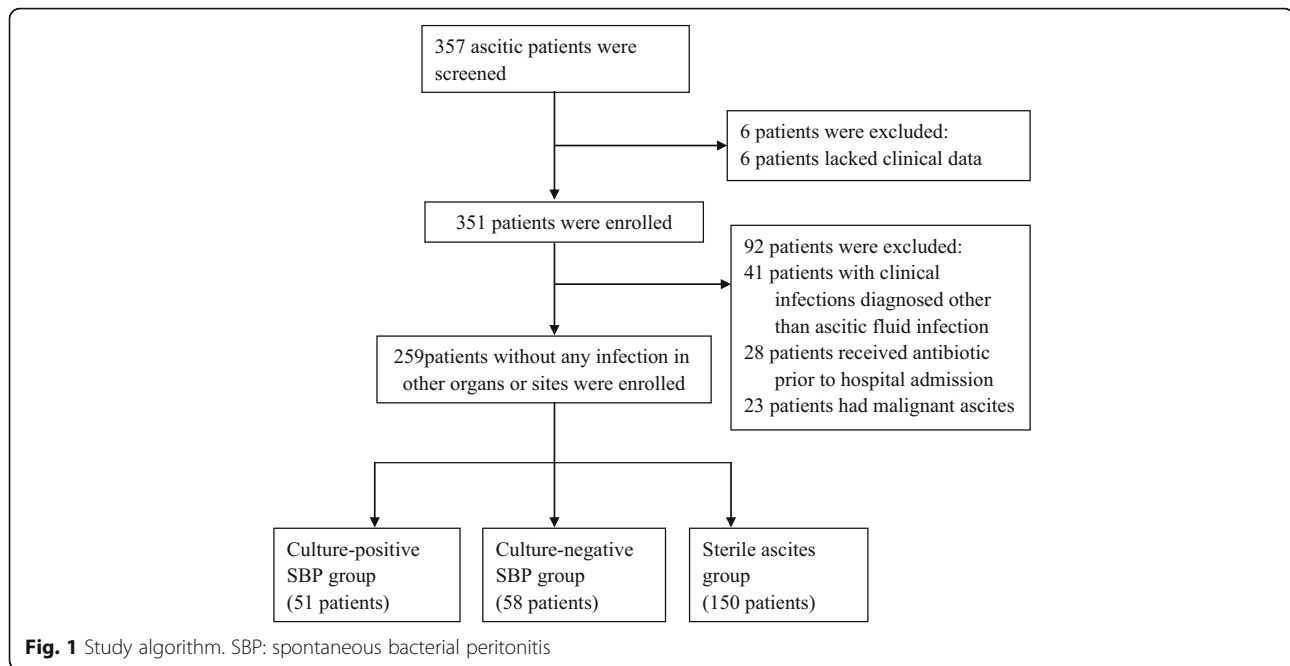 357 ascitic patients were
screened
6 patients were excluded:
6 patients lacked clinical data
351 patients were enrolled
92 patients were excluded:
41 patients with clinical
infections diagnosed other
than ascitic fluid infection
28 patients received antibiotic
prior to hospital admission
23 patients had malignant ascites
259patients without any infection in
other organs or sites were enrolled
Culture-positive
SBP group
(51 patients)
Culture-negative
SBP group
(58 patients)
Sterile ascites
group
(150 patients)
Fig. 1 Study algorithm. SBP: spontaneous bacterial peritonitis